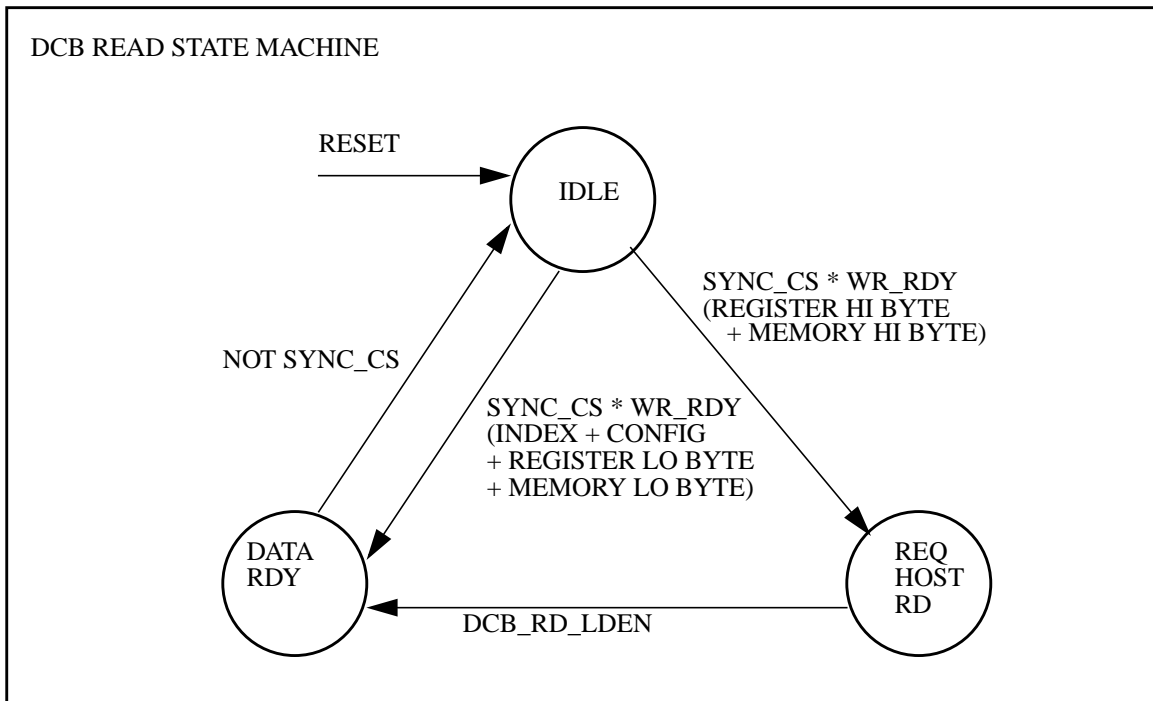 DCB READ STATE MACHINE
RESET
IDLE
SYNC_CS * WR_RDY
(REGISTER HI BYTE
+ MEMORY HI BYTE)
NOT SYNC_CS
SYNC_CS * WR_RDY
(INDEX + CONFIG
+ REGISTER LO BYTE
+ MEMORY LO BYTE)
DATA
RDY
REQ
HOST
RD
DCB_RD_LDEN